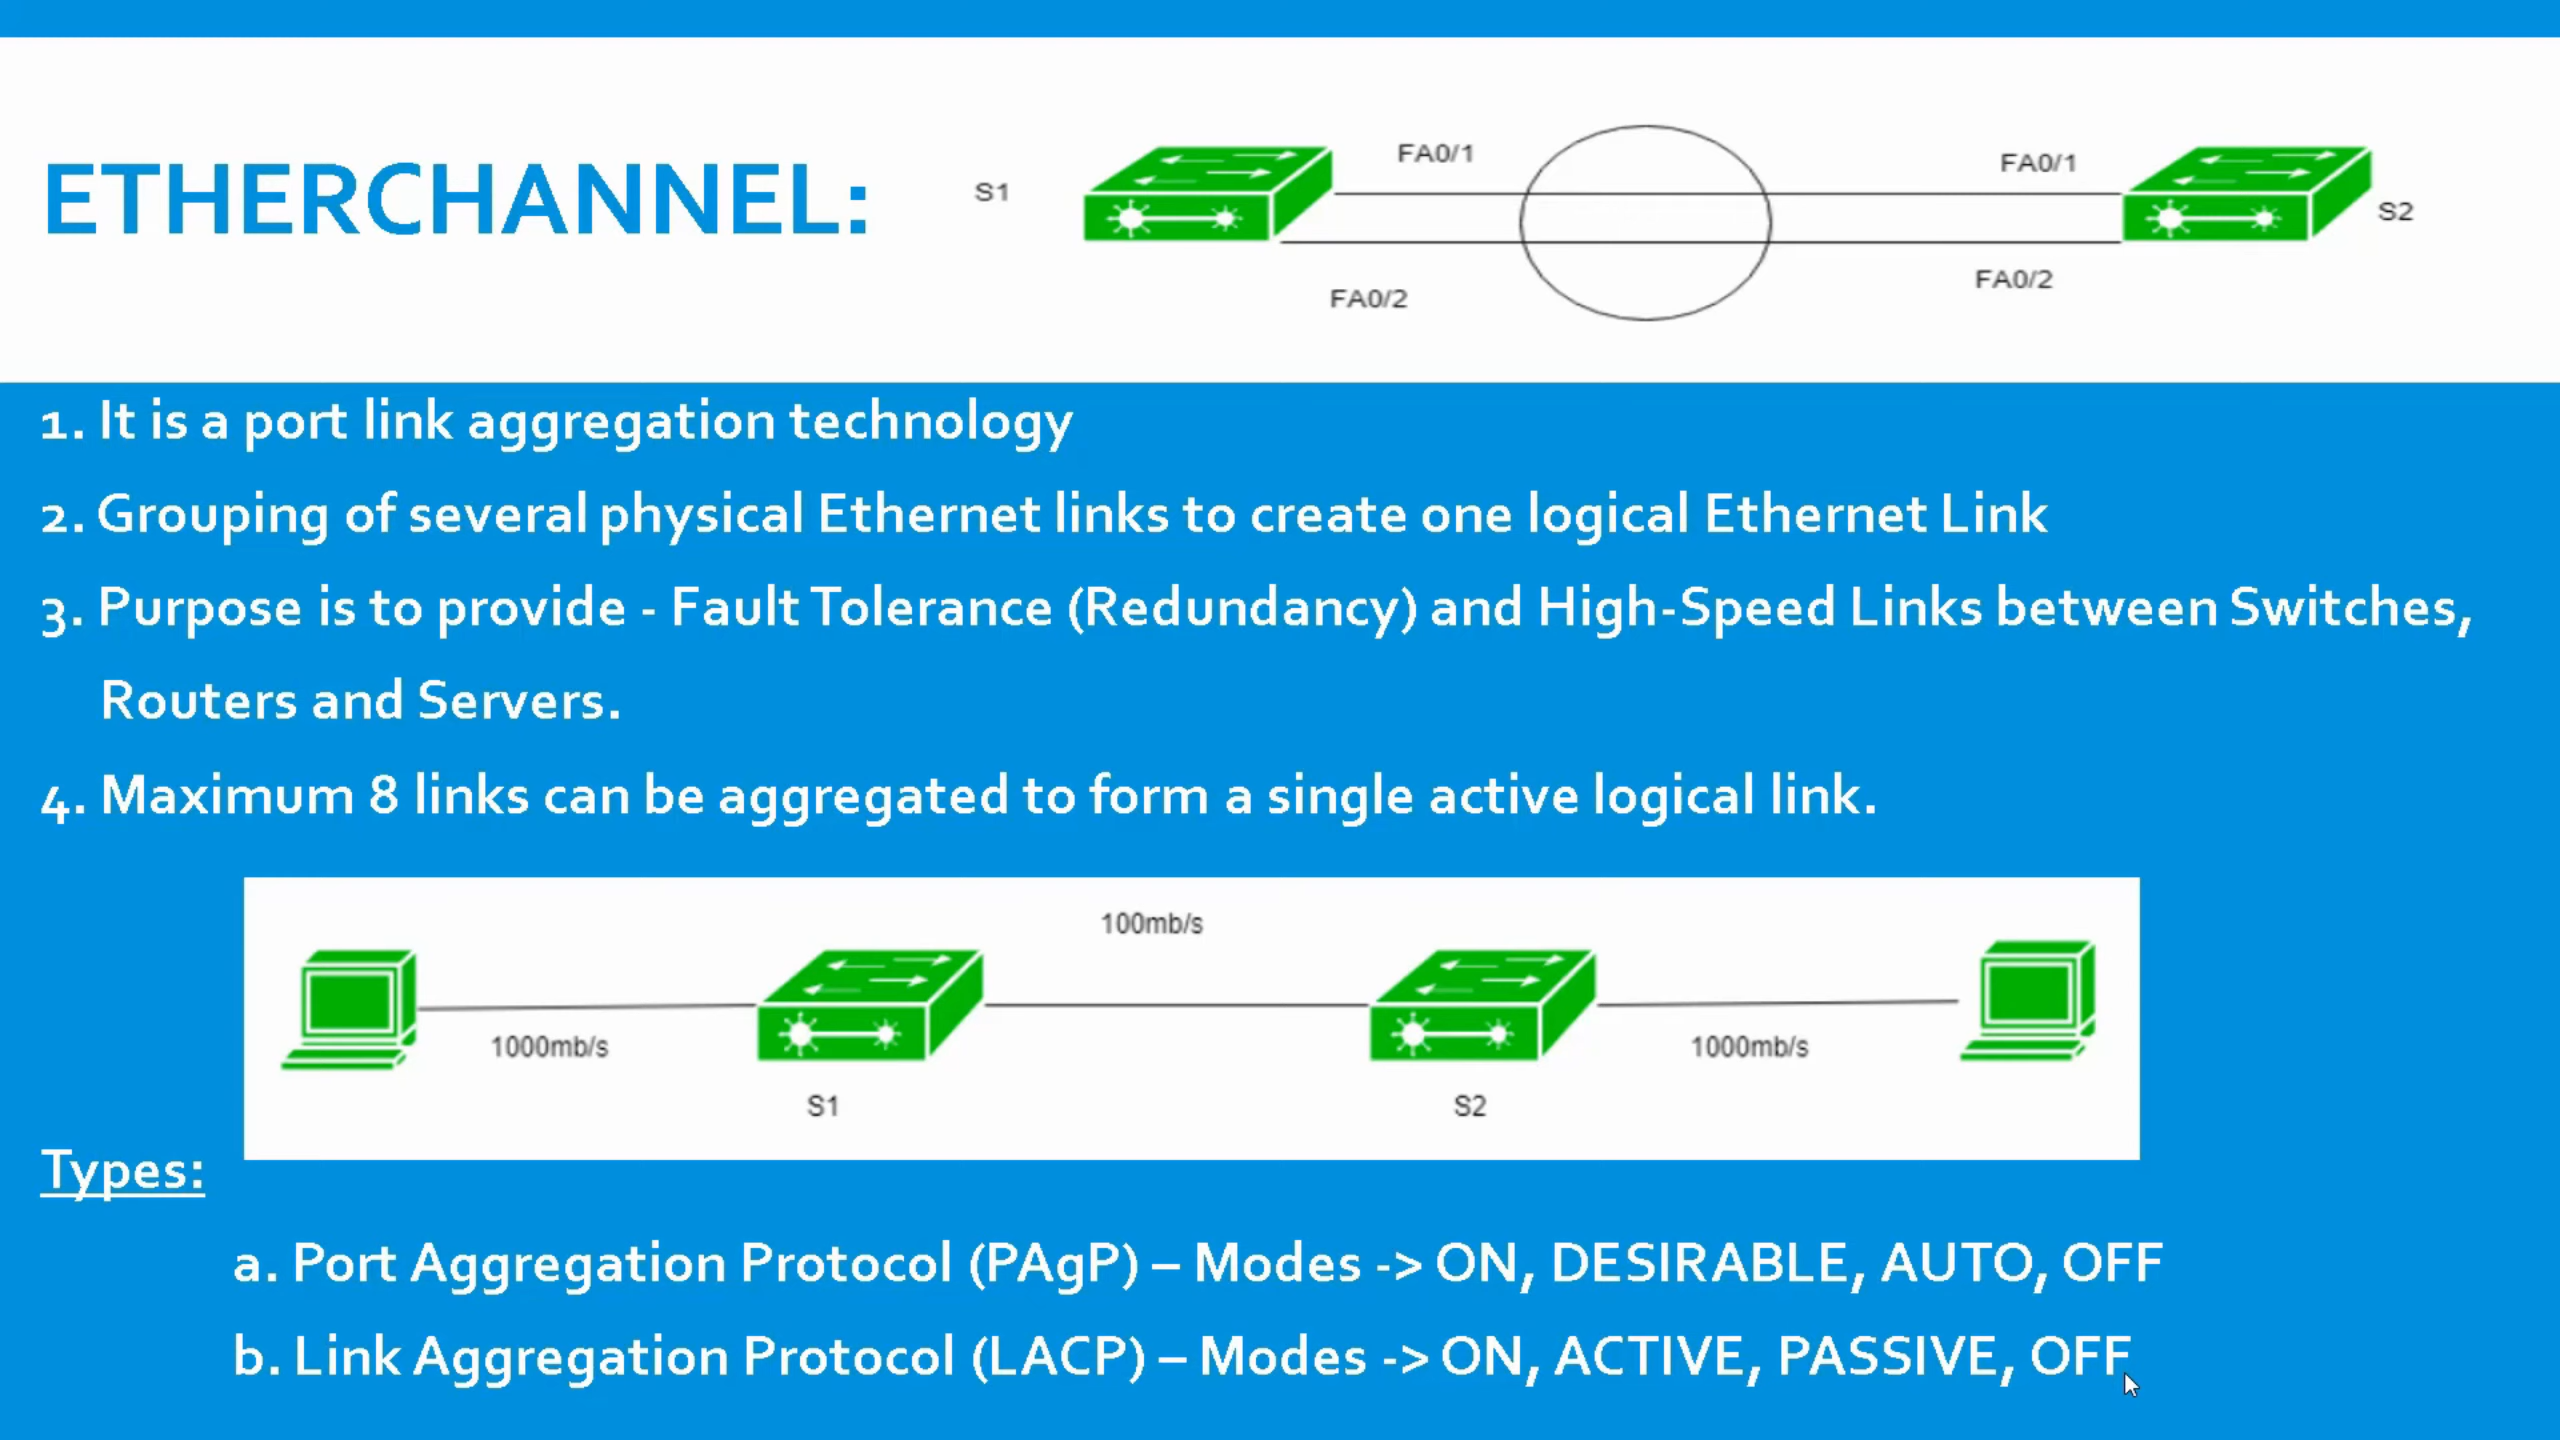 ETHERCHANNEL:
S1
FA0/1
FA0/1
S2
FA0/2
FA0/2
1. It is a port link aggregation technology
2. Grouping of several physical Ethernet links to create one logical Ethernet Link
3. Purpose is to provide - Fault Tolerance (Redundancy) and High-Speed Links between Switches,
Routers and Servers.
4. Maximum 8 links can be aggregated to form a single active logical link.
100mb/s
1000mb/s
1000mb/s
S1
S2
Types:
a. Port Aggregation Protocol (PAgP) – Modes -> ON, DESIRABLE, AUTO, OFF
b. Link Aggregation Protocol (LACP) – Modes -> ON, ACTIVE, PASSIVE, OFF